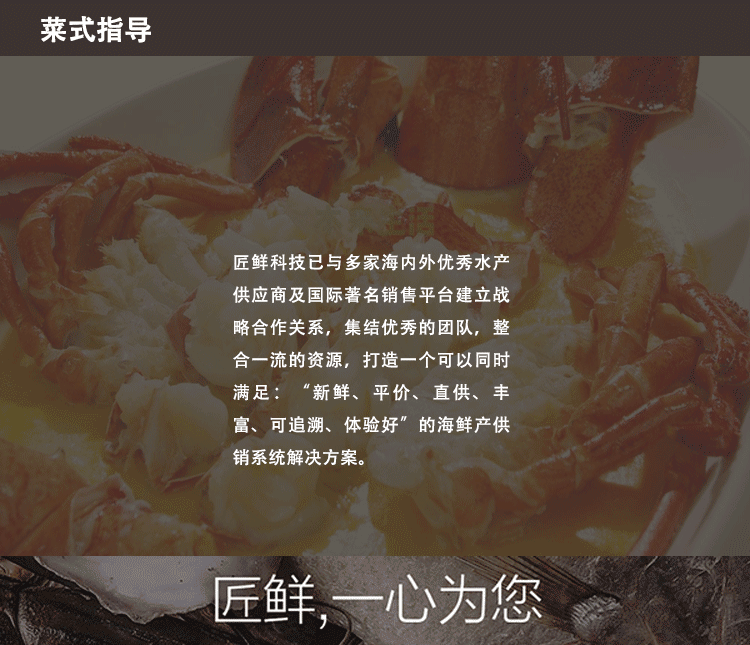 菜式指导
匠鲜科技已与多家海内外优秀水产
供应商及国际著名销售平台建立战
略合作关系，集结优秀的团队，整
合一流的资源，打造一个可以同时
满足：“新鲜、平价、直供、丰
富、可追溯、体验好”的海鲜产供
销系统解决方案。
匠鲜,一心为您